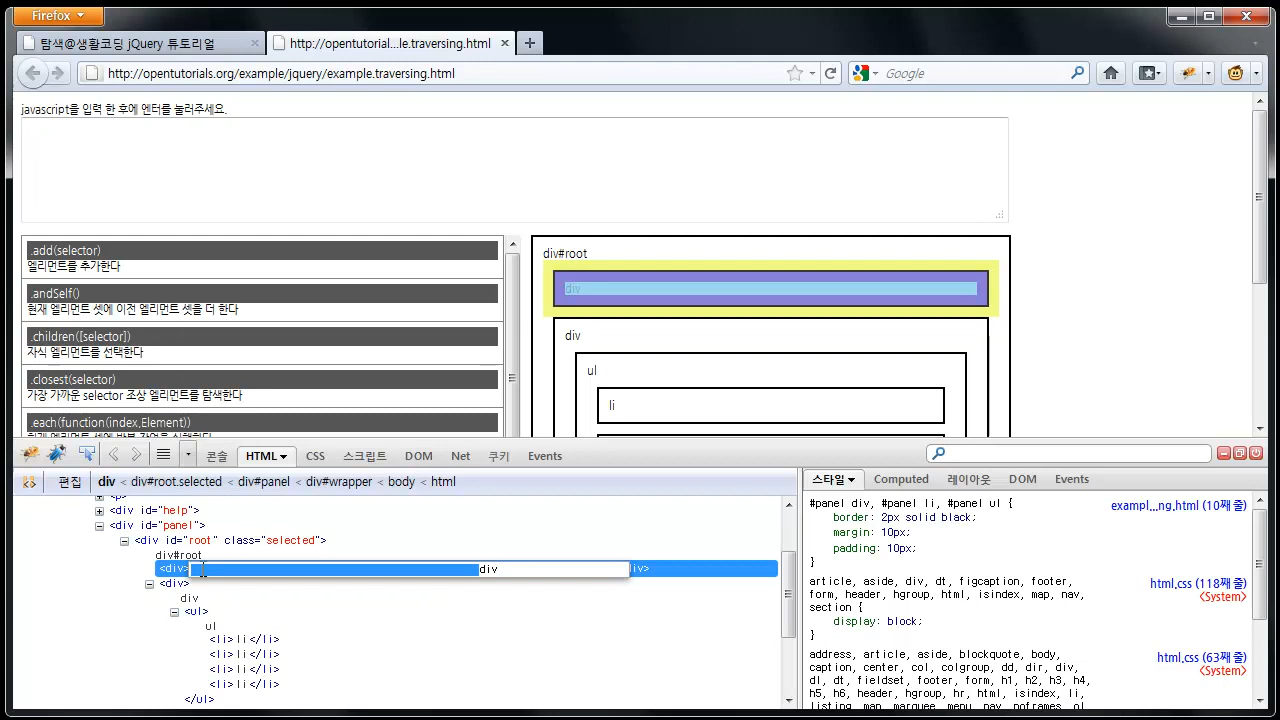 Firefox
탐색@생활코딩 jQuery 튜토리얼
http://opentutorial...le.traversing.html
http://opentutorials.org/example/jquery/example.traversing.html
Google
javascript을 입력 한 후에 엔터를 눌러주세요.
.add(selector)
엘리먼트를 추가한다
.andSelf()
현재 엘리먼트 셋에 이전 엘리먼트 셋을 더 한다
.children([selector])
자식 엘리먼트를 선택한다
.closest(selector)
가장 가까운 selector 조상 엘리먼트를 탐색한다
.each(function(index,Element))
div#root
div
div
ul
li
콘솔 HTML CSS 스크립트 DOM Net 쿠키 Events
편집 div < div#root.selected < div#panel < div#wrapper < body < html
<p>
<div id="help">
<div id="panel">
<div id="root" class="selected">
div#root
<div> div div>
<div>
div
<ul>
ul
<li>li</li>
<li>li</li>
<li>li</li>
<li>li</li>
</ul>
스타일 Computed 레이아웃 DOM Events
#panel div, #panel li, #panel ul { exampl...ng.html (10째 줄)
border: 2px solid black;
margin: 10px;
padding: 10px;
}
article, aside, div, dt, figcaption, footer, html.css (118째 줄)
form, header, hgroup, html, isindex, map, nav, <System>
section {
display: block;
}
address, article, aside, blockquote, body, html.css (63째 줄)
caption, center, col, colgroup, dd, dir, div, <System>
dl, dt, fieldset, footer, form, h1, h2, h3, h4,
h5, h6, header, hgroup, hr, html, isindex, li,
listing, map, marquee, menu, nav, noframes, ol,